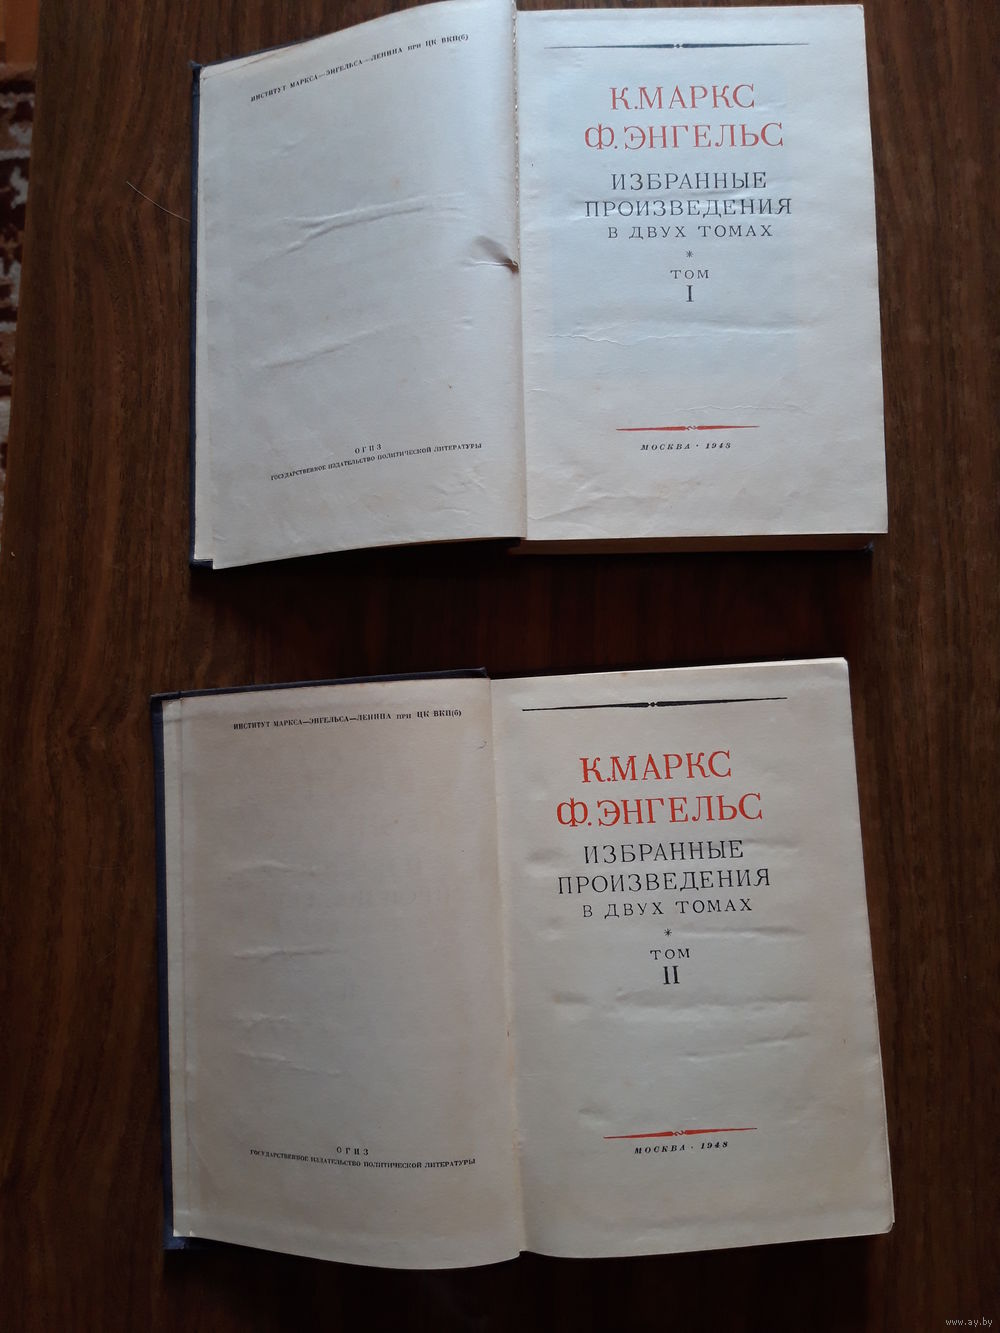 ИНСТИТУТ МАРКСА—ЭНГЕЛЬСА—ЛЕНИНА ПРИ ЦК ВКП(б)
ОГИЗ
ГОСУДАРСТВЕННОЕ ИЗДАТЕЛЬСТВО ПОЛИТИЧЕСКОЙ ЛИТЕРАТУРЫ
К. МАРКС
Ф. ЭНГЕЛЬС
ИЗБРАННЫЕ
ПРОИЗВЕДЕНИЯ
В ДВУХ ТОМАХ
*
ТОМ
I
МОСКВА · 1948
ИНСТИТУТ МАРКСА—ЭНГЕЛЬСА—ЛЕНИНА ПРИ ЦК ВКП(б)
ОГИЗ
ГОСУДАРСТВЕННОЕ ИЗДАТЕЛЬСТВО ПОЛИТИЧЕСКОЙ ЛИТЕРАТУРЫ
К. МАРКС
Ф. ЭНГЕЛЬС
ИЗБРАННЫЕ
ПРОИЗВЕДЕНИЯ
В ДВУХ ТОМАХ
*
ТОМ
II
МОСКВА · 1948
www.ay.by